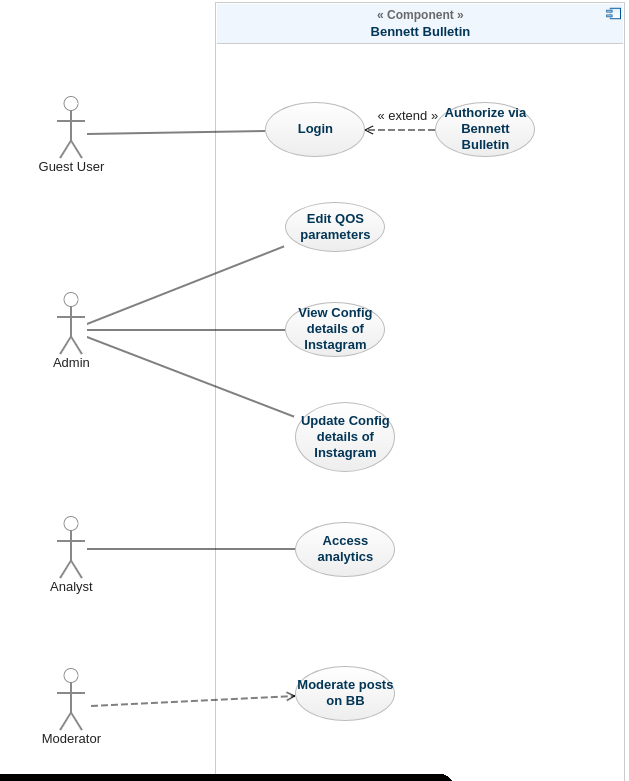 « Component »
Bennett Bulletin
Guest User
Login
« extend »
Authorize via
Bennett
Bulletin
Edit QOS
parameters
Admin
View Config
details of
Instagram
Update Config
details of
Instagram
Analyst
Access
analytics
Moderator
Moderate posts
on BB